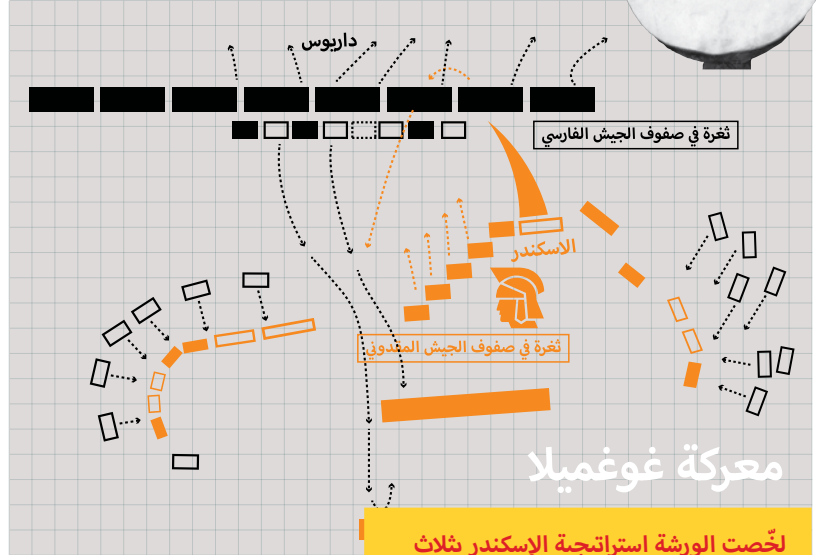 داريوس
ثغرة في صفوف الجيش الفارسي
الاسكندر
ثغرة في صفوف الجيش المقدوني
معركة غوغميلا
لخّصت الورشة استراتيجية الإسكندر بثلاث